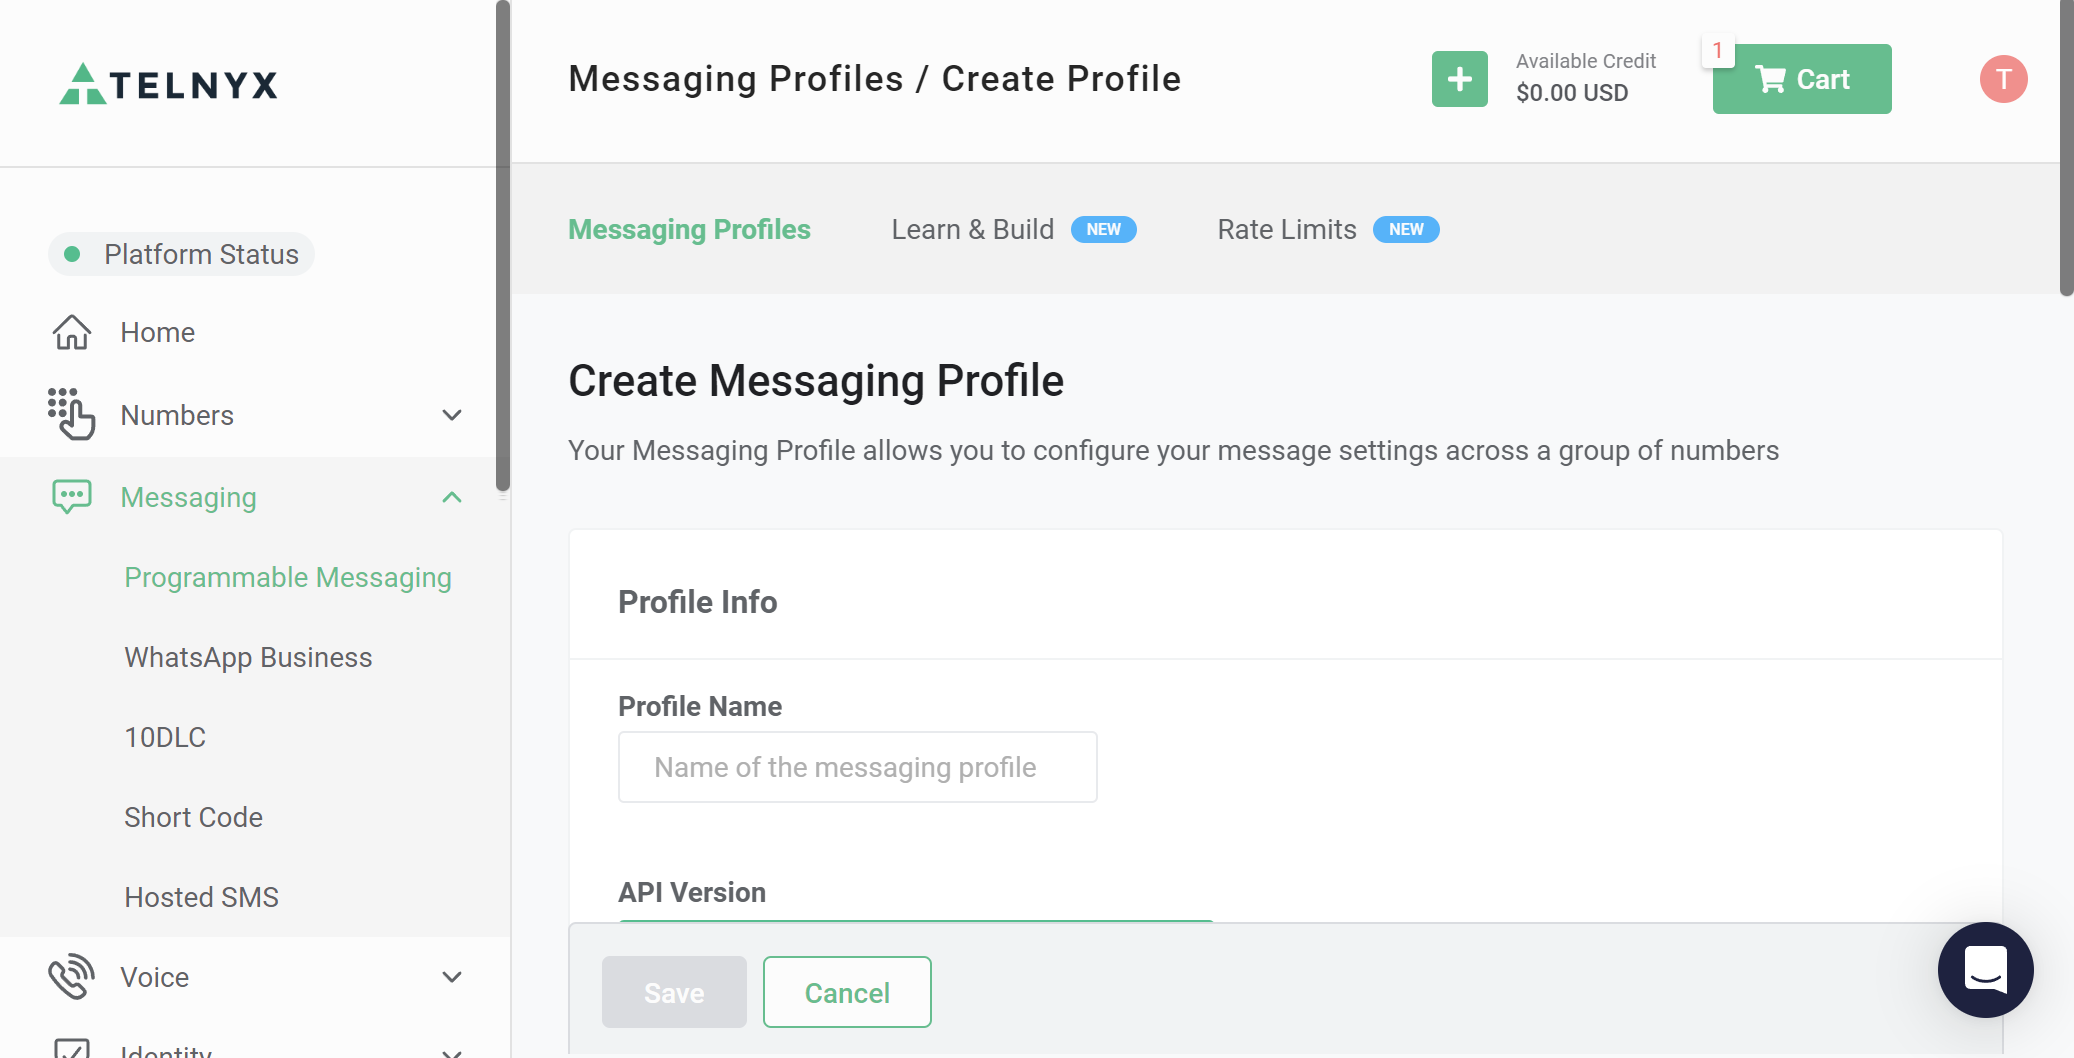 TELNYX
Messaging Profiles / Create Profile
Available Credit
$0.00 USD
1
Cart
T
Platform Status
Home
Numbers
Messaging
Programmable Messaging
WhatsApp Business
10DLC
Short Code
Hosted SMS
Voice
Identity
Messaging Profiles
Learn & Build NEW
Rate Limits NEW
Create Messaging Profile
Your Messaging Profile allows you to configure your message settings across a group of numbers
Profile Info
Profile Name
Name of the messaging profile
API Version
Save
Cancel